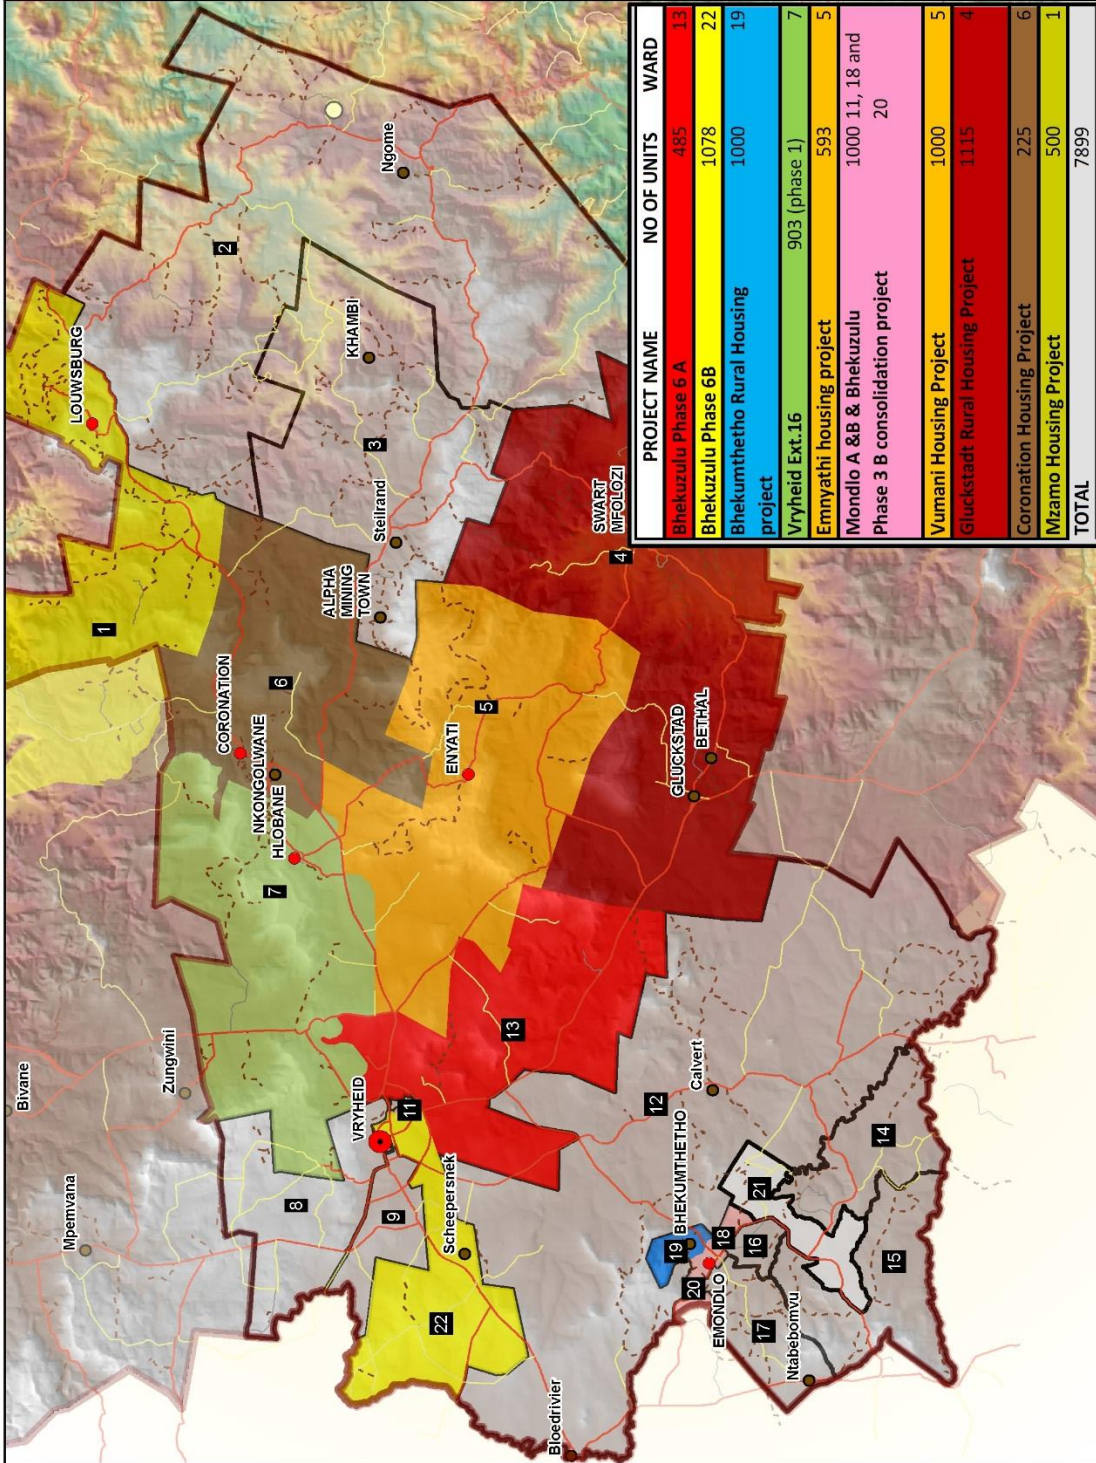 Bivane
Mpemvana
Zungwini
LOUWSBURG
1
2
CORONATION
NKONGOLWANE
HLOBANE
6
7
8
VRYHEID
9
11
Scheepersnek
22
ALPHA
MINING
TOWN
Steilrand
3
KHAMBI
Ngome
ENYATI
5
13
SWART
MFOLOZI
4
GLUCKSTAD
BETHAL
Bloedrivier
12
Calvert
BHEKUMTHETHO
19
18
20
EMONDLO
16
21
17
Ntabebomvu
14
15
PROJECT NAME NO OF UNITS WARD
Bhekuzulu Phase 6 A 485 13
Bhekuzulu Phase 6B 1078 22
Bhekumthetho Rural Housing 1000 19
project
Vryheid Ext.16 903 (phase 1) 7
Emnyathi housing project 593 5
Mondlo A &B & Bhekuzulu 1000 11, 18 and
Phase 3 B consolidation project 20
Vumani Housing Project 1000 5
Gluckstadt Rural Housing Project 1115 4
Coronation Housing Project 225 6
Mzamo Housing Project 500 1
TOTAL 7899